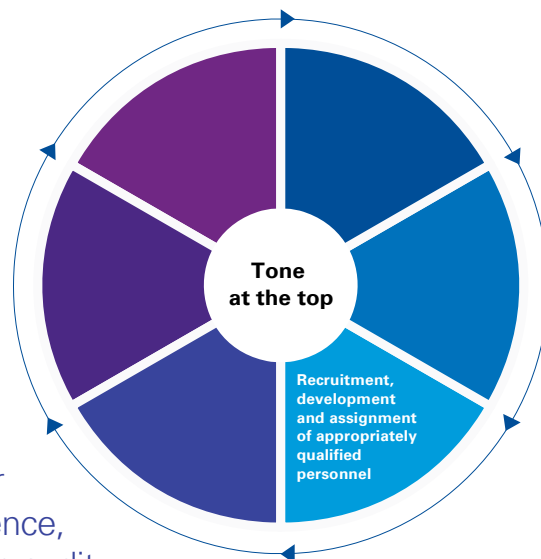 Tone
at the top
Recruitment,
development
and assignment
of appropriately
qualified
personnel
ence,